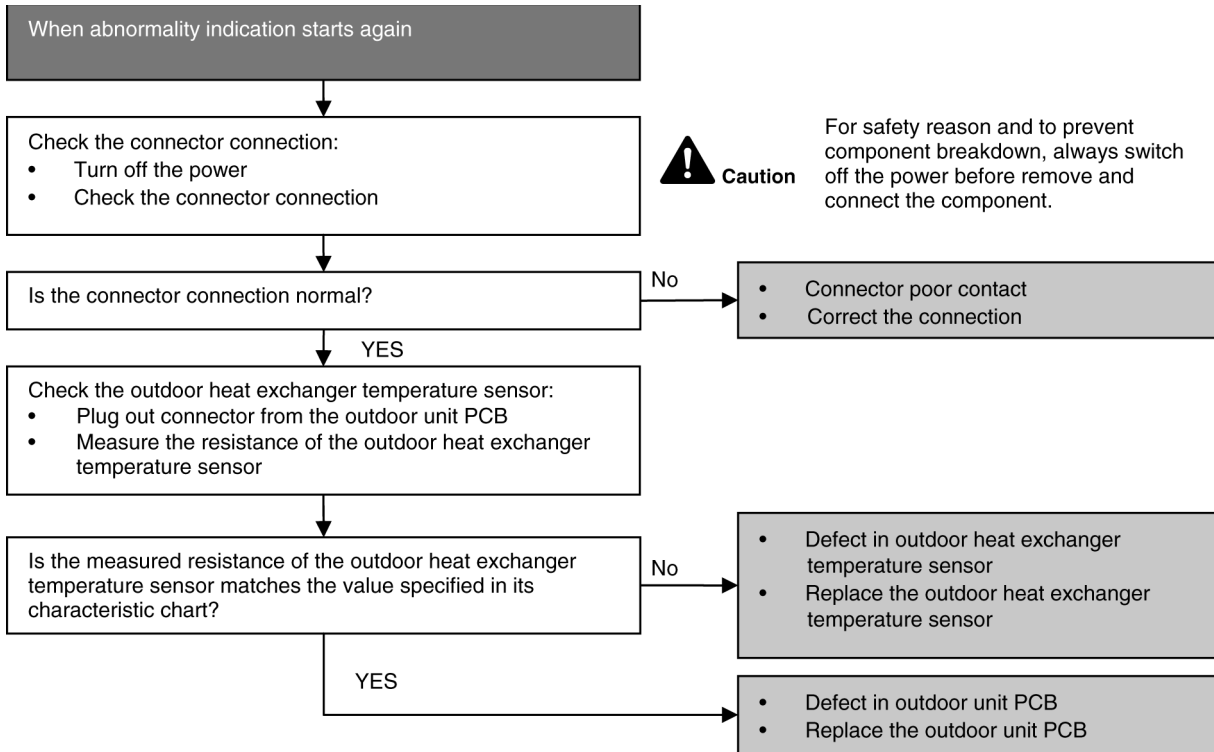 When abnormality indication starts again
Check the connector connection:
• Turn off the power
• Check the connector connection
Caution
For safety reason and to prevent
component breakdown, always switch
off the power before remove and
connect the component.
Is the connector connection normal?
No
• Connector poor contact
• Correct the connection
YES
Check the outdoor heat exchanger temperature sensor:
• Plug out connector from the outdoor unit PCB
• Measure the resistance of the outdoor heat exchanger
temperature sensor
Is the measured resistance of the outdoor heat exchanger
temperature sensor matches the value specified in its
characteristic chart?
No
• Defect in outdoor heat exchanger
temperature sensor
• Replace the outdoor heat exchanger
temperature sensor
YES
• Defect in outdoor unit PCB
• Replace the outdoor unit PCB